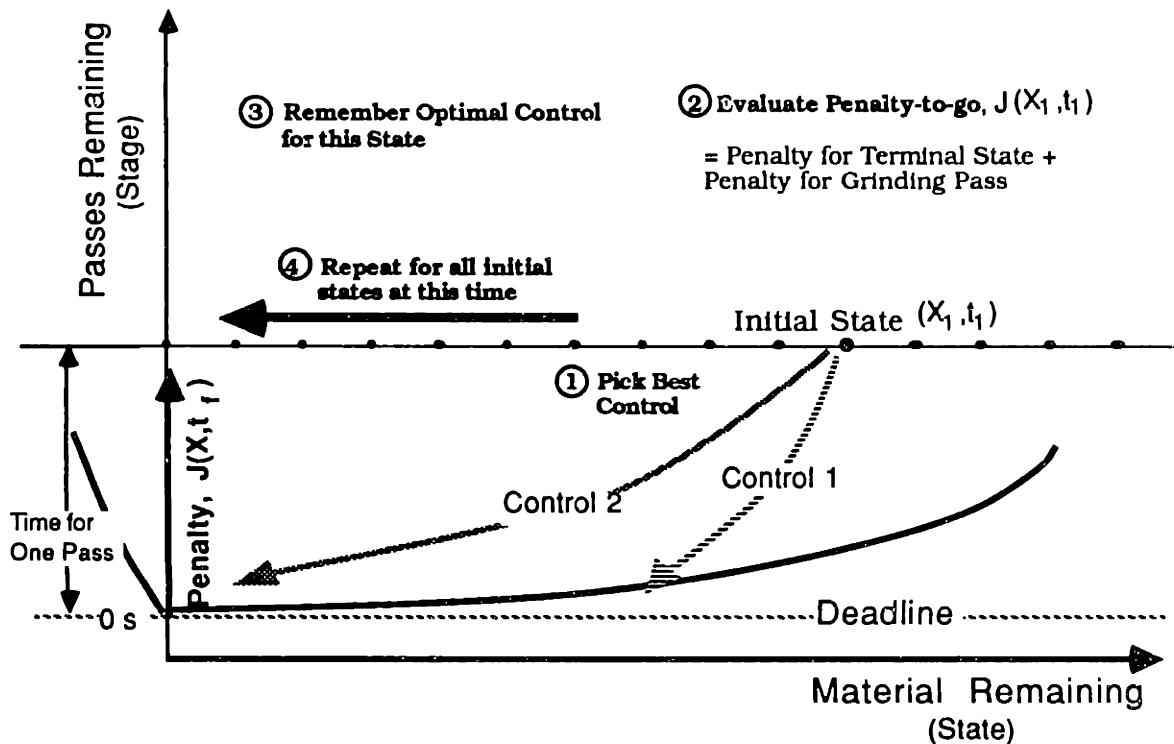 Passes Remaining
(Stage)
③ Remember Optimal Control
for this State
② Evaluate Penalty-to-go, J(X₁,t₁)
= Penalty for Terminal State +
Penalty for Grinding Pass
④ Repeat for all initial
states at this time
Initial State (X₁,t₁)
① Pick Best
Control
Penalty, J(X,t f)
Control 2
Control 1
Time for
One Pass
0 s
Deadline
Material Remaining
(State)